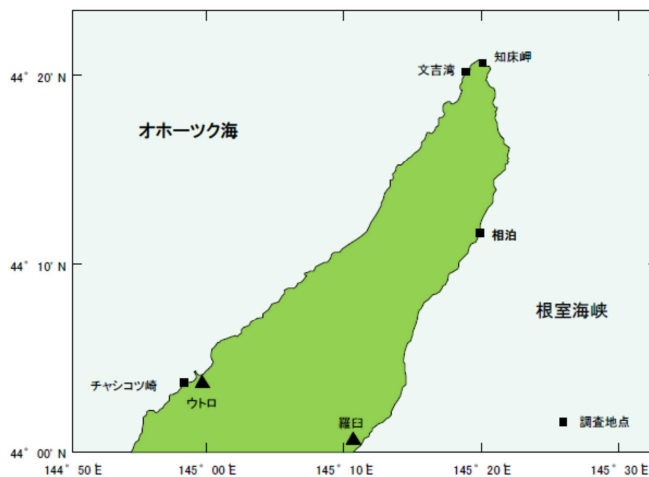 44° 20' N
文吉湾
知床岬
オホーツク海
相泊
44° 10' N
根室海峡
チャシコツ崎
ウトロ
羅臼
調査地点
44° 00' N
144° 50 E
145° 00 E
145° 10 E
145° 20 E
145° 30 E